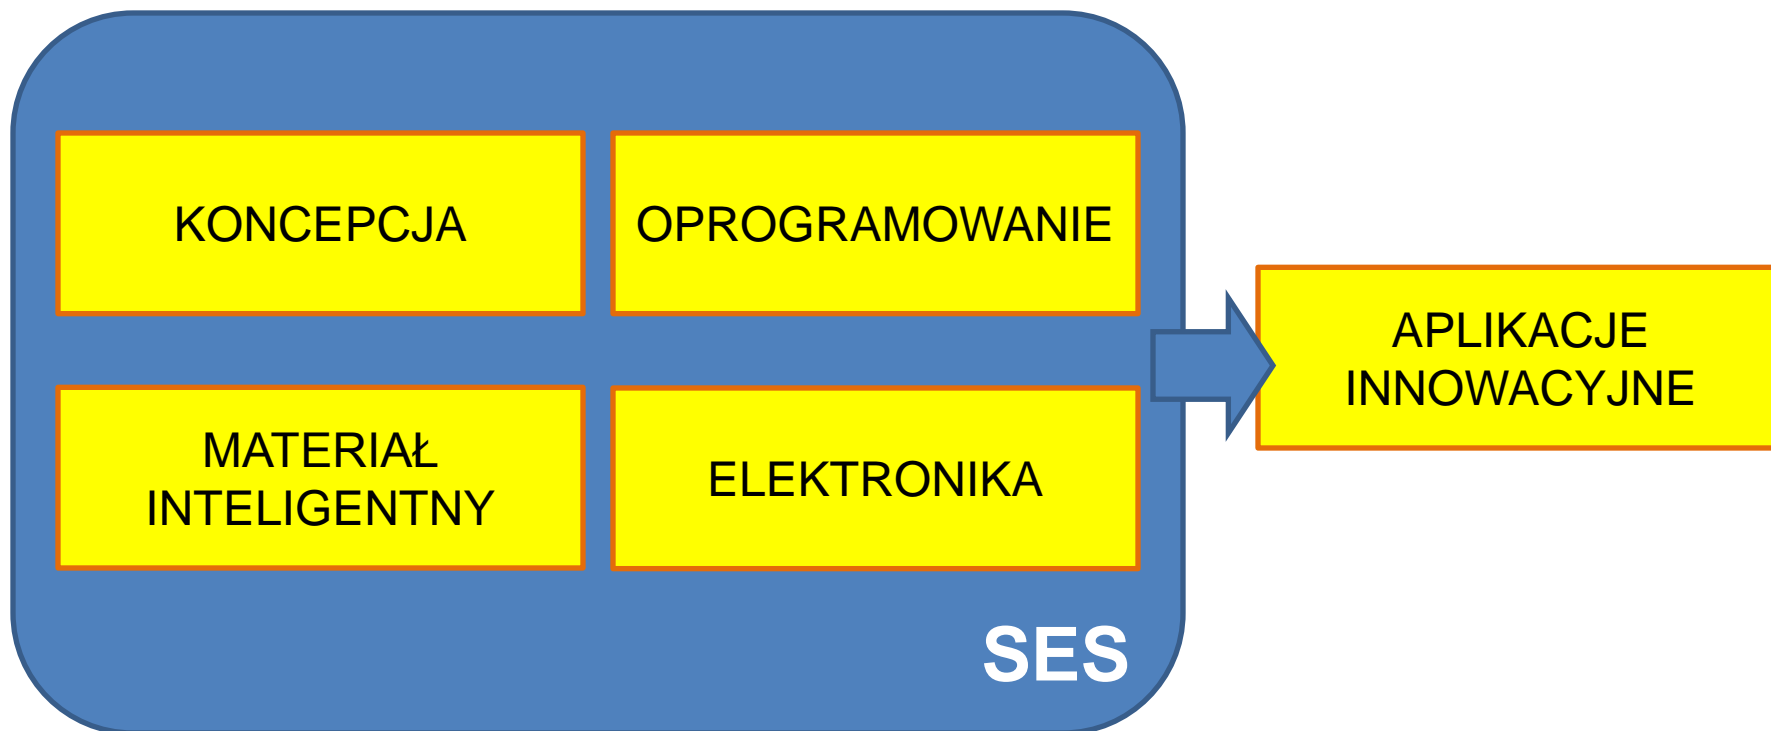 KONCEPCJA
OPROGRAMOWANIE
MATERIAŁ
INTELIGENTNY
ELEKTRONIKA
SES
APLIKACJE
INNOWACYJNE